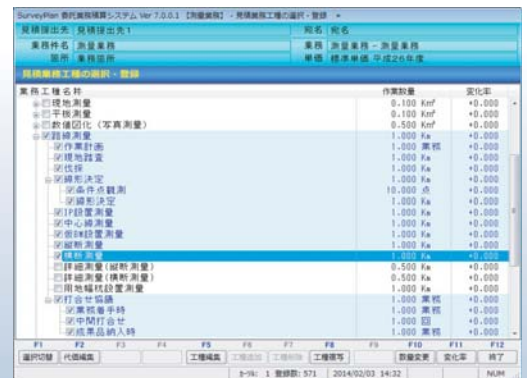 SurveyPlan 委託業務積算システム Ver 7.0.0.1 【測量業務】 - 見積業務工種の選択・登録
見積提出先 見積提出先1 宛名 宛名
業務件名 測量業務 業務 測量業務 - 測量業務
箇所 業務箇所 単価 標準単価 平成26年度
見積業務工種の選択・登録
業務工種名称 作業数量 変化率
現地測量 0.100 Km² +0.000
平板測量 0.100 Km² +0.000
数値図化 (写真測量) 0.500 Km² +0.000
路線測量 1.000 Km +0.000
作業計画 1.000 業務 +0.000
現地踏査 1.000 Km +0.000
伐採 1.000 Km +0.000
線形決定 1.000 Km +0.000
条件点観測 10.000 点 +0.000
線形決定 1.000 Km +0.000
IP設置測量 1.000 Km +0.000
中心線測量 1.000 Km +0.000
仮BM設置測量 1.000 Km +0.000
縦断測量 1.000 Km +0.000
横断測量 1.000 Km +0.000
詳細測量(縦断測量) 0.500 Km +0.000
詳細測量(横断測量) 0.500 Km +0.000
用地幅杭設置測量 1.000 Km +0.000
打合せ協議 1.000 業務 +0.000
業務着手時 1.000 業務 +0.000
中間打合せ 1.000 回 +0.000
成果品納入時 1.000 業務 +0.000
F1 F2 F3 F4 F5 F6 F7 F8 F9 F10 F11 F12
選択切替 代価編集 工種編集 工種追加 工種削除 工種複写 数量変更 変化率 終了
カーソル: 1 登録数: 571 2014/02/03 14:32 NUM